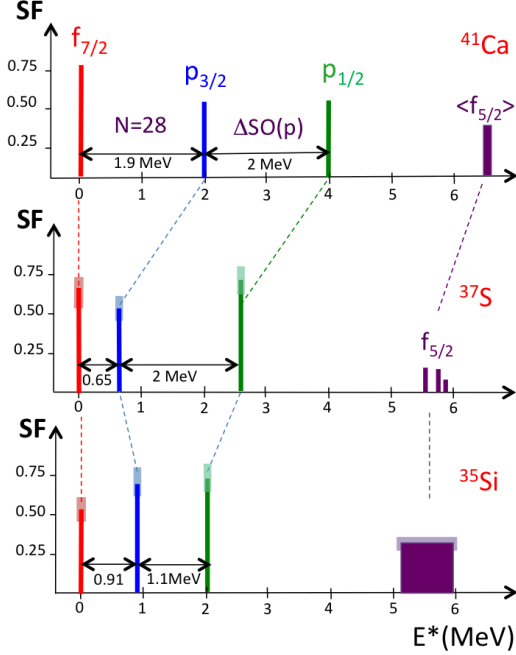 SF
f7/2
41Ca
p3/2
p1/2
<f5/2>
0.75
0.50
0.25
N=28
ΔSO(p)
1.9 MeV
2 MeV
0 1 2 3 4 5 6
SF
37S
0.75
0.50
0.25
f5/2
0.65
2 MeV
0 1 2 3 4 5 6
SF
35Si
0.75
0.50
0.25
0.91
1.1MeV
0 1 2 3 4 5 6
E*(MeV)